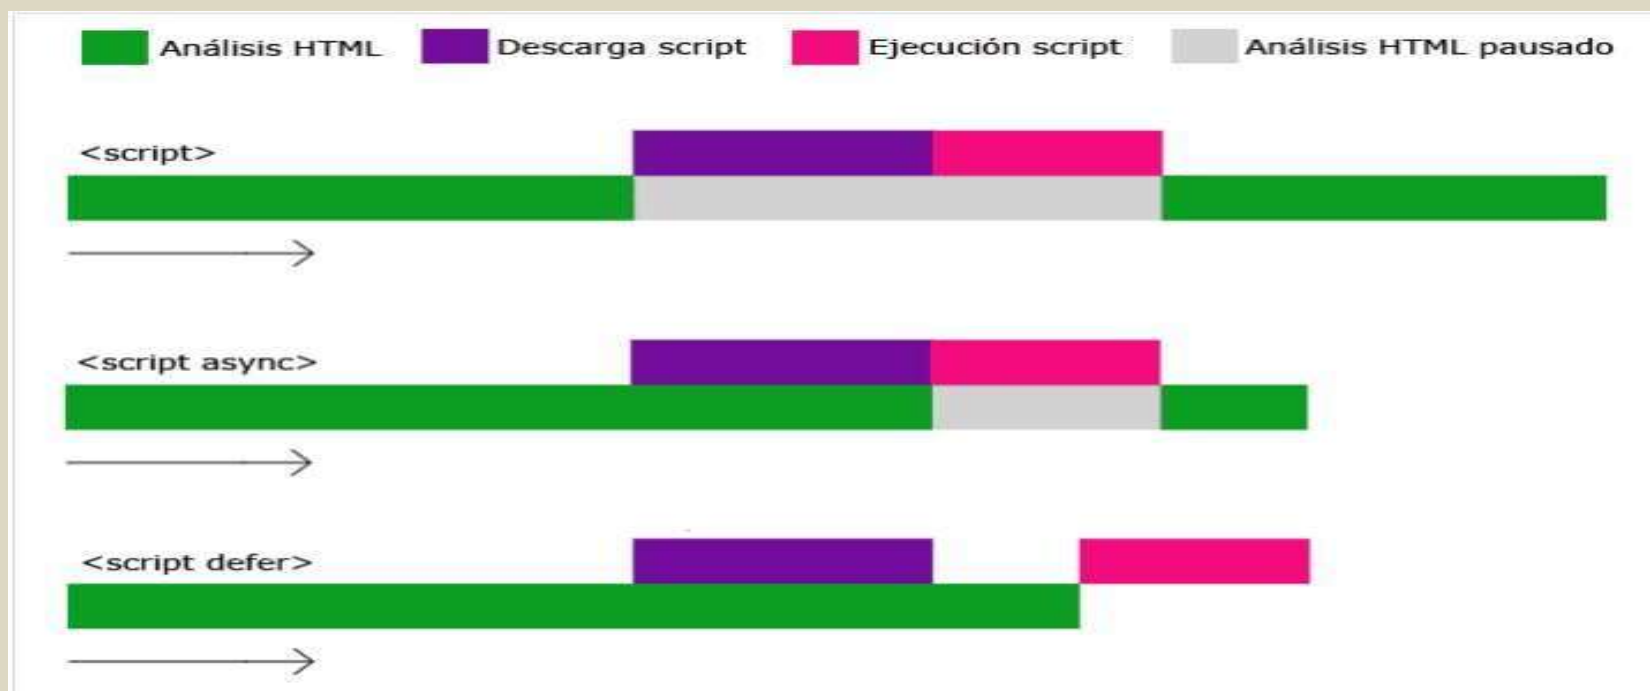 Análisis HTML Descarga script Ejecución script Análisis HTML pausado
<script>
<script async>
<script defer>